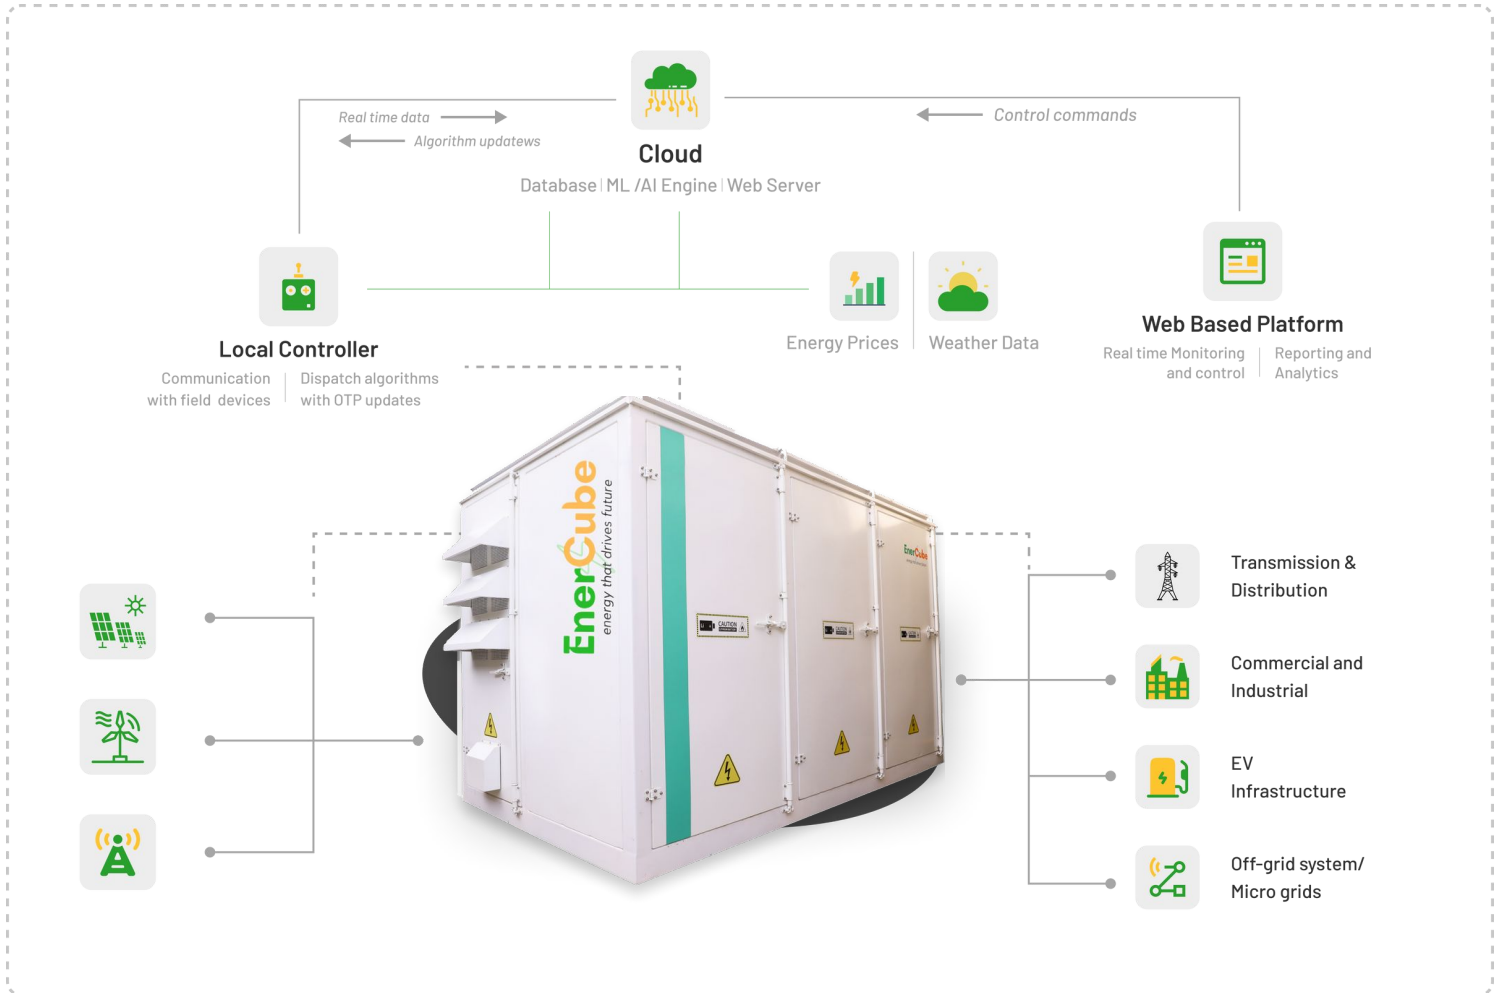 Real time data
Algorithm updatews
Control commands
Cloud
Database | ML /AI Engine | Web Server
Local Controller
Communication
with field devices
Dispatch algorithms
with OTP updates
Energy Prices
Weather Data
Web Based Platform
Real time Monitoring
and control
Reporting and
Analytics
EnerCube
energy that drives future
EnerCube
CAUTION
Transmission &
Distribution
Commercial and
Industrial
EV
Infrastructure
Off-grid system/
Micro grids